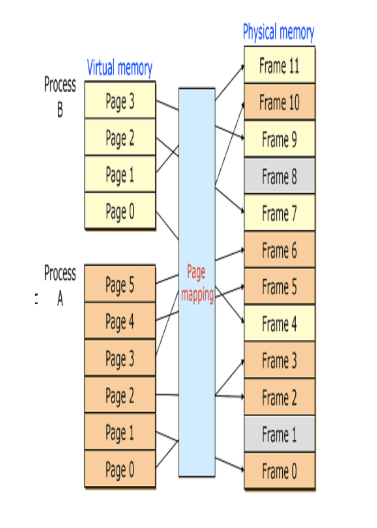 Physical memory
Virtual memory
Process
B
Page 3
Page 2
Page 1
Page 0
Process
A
Page 5
Page 4
Page 3
Page 2
Page 1
Page 0
Page
mapping
Frame 11
Frame 10
Frame 9
Frame 8
Frame 7
Frame 6
Frame 5
Frame 4
Frame 3
Frame 2
Frame 1
Frame 0